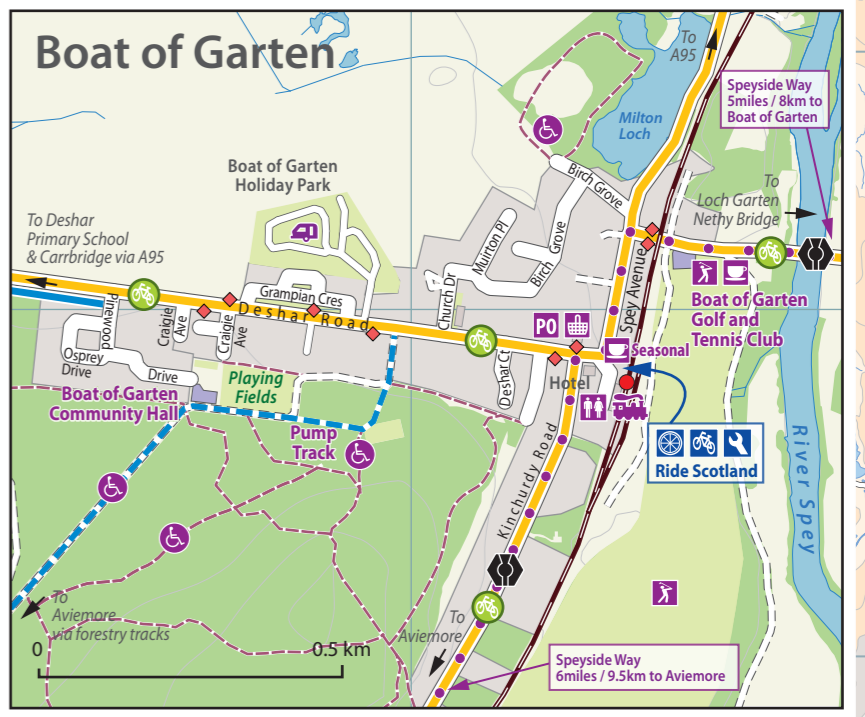 Boat of Garten
To
A95
Speyside Way
5miles / 8km to
Boat of Garten
Milton
Loch
Boat of Garten
Holiday Park
Birch Grove
To
Loch Garten
Nethy Bridge
To Deshar
Primary School
& Carrbridge via A95
Muirton Pl
Birch Grove
Church Dr
Spey Avenue
Grampian Cres
Deshar Road
Pinewood
Craigie
Ave
Craigie
Ave
Boat of Garten
Golf and
Tennis Club
PO
Seasonal
Osprey
Drive
Drive
Playing
Fields
Deshar Ct
Hotel
Boat of Garten
Community Hall
Pump
Track
Kinchurdy Road
Ride Scotland
River Spey
To
Aviemore
via forestry tracks
To
Aviemore
0
0.5 km
Speyside Way
6miles / 9.5km to Aviemore